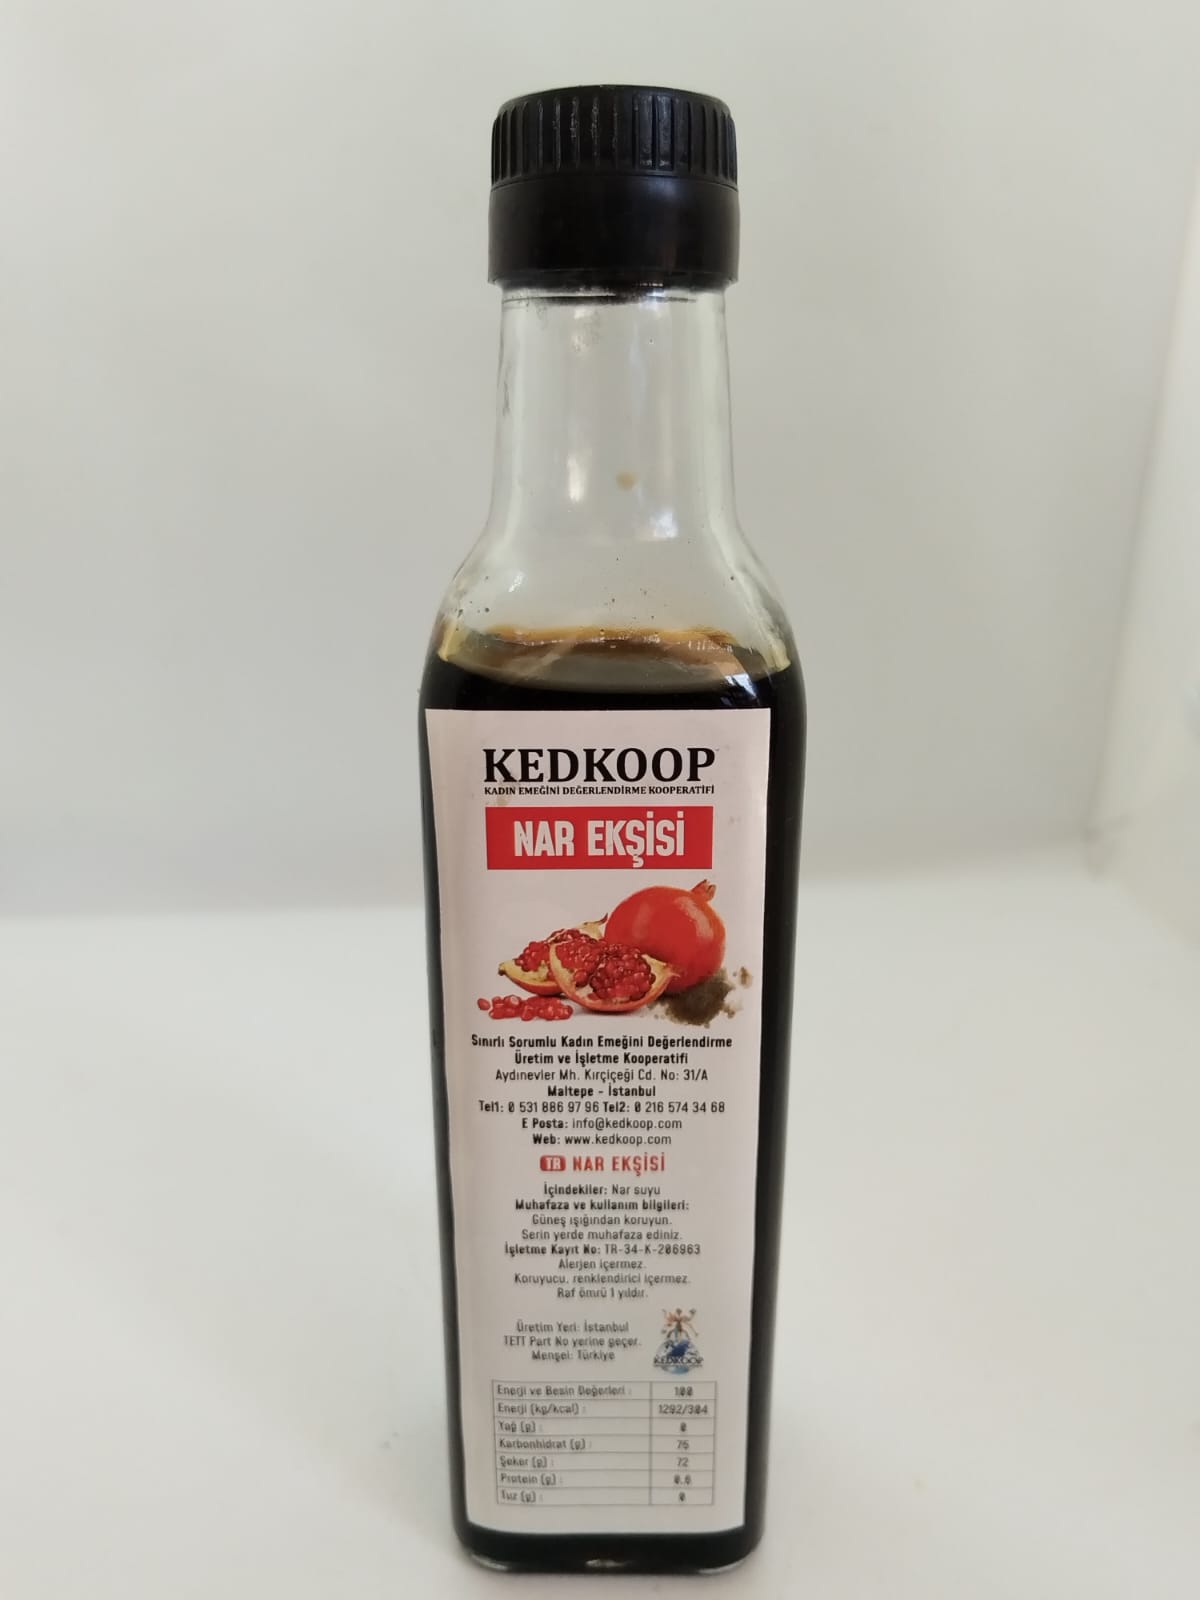 KEDKOOP
KADIN EMEĞİNİ DEĞERLENDİRME KOOPERATİFİ
NAR EKŞİSİ
Sınırlı Sorumlu Kadın Emeğini Değerlendirme
Üretim ve İşletme Kooperatifi
Aydınevler Mh. Kırçiçeği Cd. No: 31/A
Maltepe - İstanbul
Tel1: 0 531 886 97 96 Tel2: 0 216 574 34 68
E Posta: info@kedkoop.com
Web: www.kedkoop.com
TR NAR EKŞİSİ
İçindekiler: Nar suyu
Muhafaza ve kullanım bilgileri:
Güneş ışığından koruyun.
Serin yerde muhafaza ediniz.
İşletme Kayıt No: TR-34-K-206963
Alerjen içermez.
Koruyucu, renklendirici içermez.
Raf ömrü 1 yıldır.
Üretim Yeri: İstanbul
TETT Part No yerine geçer.
Menşei: Türkiye
KEDKOOP
Enerji ve Besin Değerleri : 100
Enerji (kg/kcal) : 1292/304
Yağ (g) : 0
Karbonhidrat (g) : 75
Şeker (g) : 72
Protein (g) : 0.6
Tuz (g) : 0